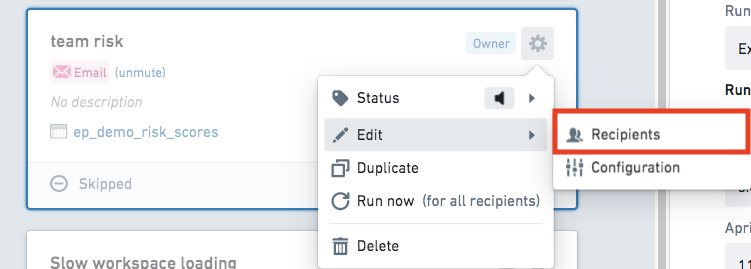 team risk
Owner
Email (unmute)
No description
ep_demo_risk_scores
Skipped
Status
Edit
Duplicate
Run now (for all recipients)
Delete
Recipients
Configuration
Slow workspace loading
Run
Ex
Run
April
11